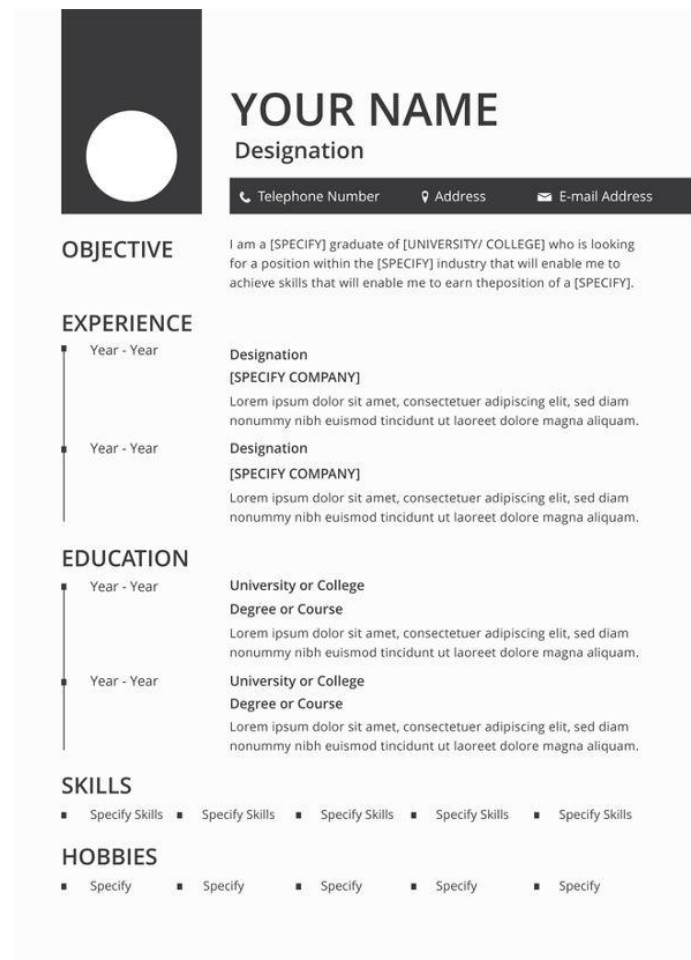 YOUR NAME
Designation
Telephone Number Address E-mail Address
OBJECTIVE
I am a [SPECIFY] graduate of [UNIVERSITY/ COLLEGE] who is looking
for a position within the [SPECIFY] industry that will enable me to
achieve skills that will enable me to earn theposition of a [SPECIFY].
EXPERIENCE
Year - Year
Designation
[SPECIFY COMPANY]
Lorem ipsum dolor sit amet, consectetuer adipiscing elit, sed diam
nonummy nibh euismod tincidunt ut laoreet dolore magna aliquam.
Year - Year
Designation
[SPECIFY COMPANY]
Lorem ipsum dolor sit amet, consectetuer adipiscing elit, sed diam
nonummy nibh euismod tincidunt ut laoreet dolore magna aliquam.
EDUCATION
Year - Year
University or College
Degree or Course
Lorem ipsum dolor sit amet, consectetuer adipiscing elit, sed diam
nonummy nibh euismod tincidunt ut laoreet dolore magna aliquam.
Year - Year
University or College
Degree or Course
Lorem ipsum dolor sit amet, consectetuer adipiscing elit, sed diam
nonummy nibh euismod tincidunt ut laoreet dolore magna aliquam.
SKILLS
Specify Skills Specify Skills Specify Skills Specify Skills Specify Skills
HOBBIES
Specify Specify Specify Specify Specify